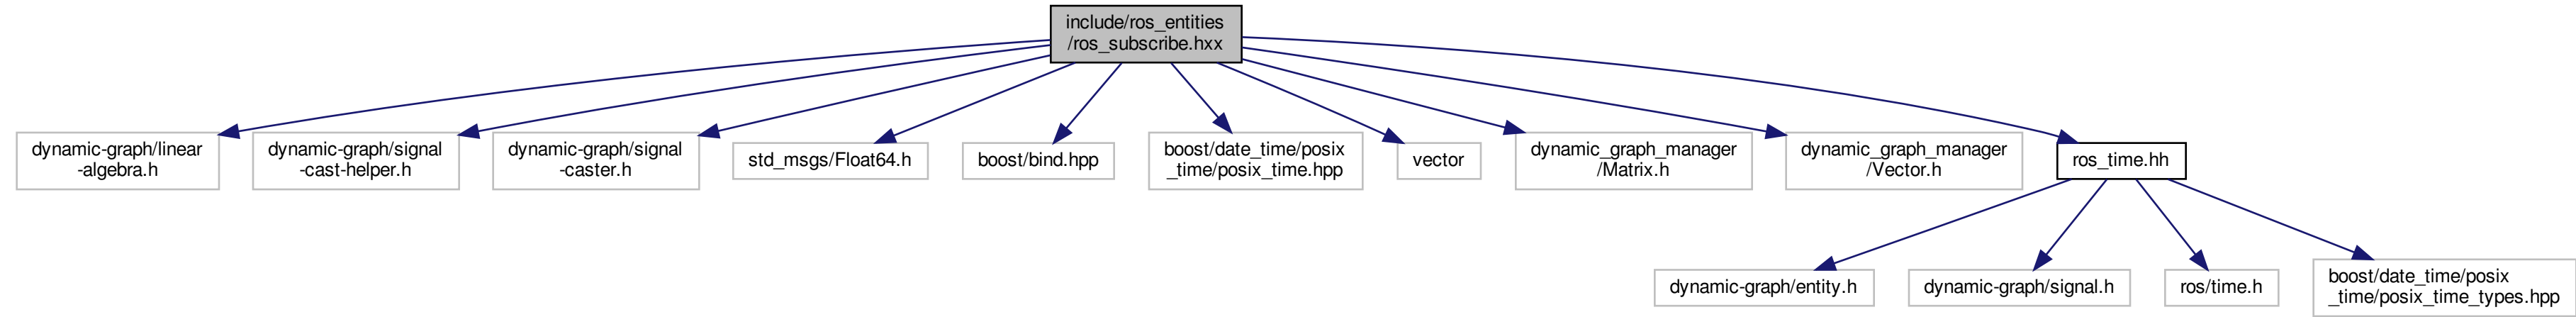 include/ros_entities
/ros_subscribe.hxx
dynamic-graph/linear
-algebra.h
dynamic-graph/signal
-cast-helper.h
dynamic-graph/signal
-caster.h
std_msgs/Float64.h
boost/bind.hpp
boost/date_time/posix
_time/posix_time.hpp
vector
dynamic_graph_manager
/Matrix.h
dynamic_graph_manager
/Vector.h
ros_time.hh
dynamic-graph/entity.h
dynamic-graph/signal.h
ros/time.h
boost/date_time/posix
_time/posix_time_types.hpp